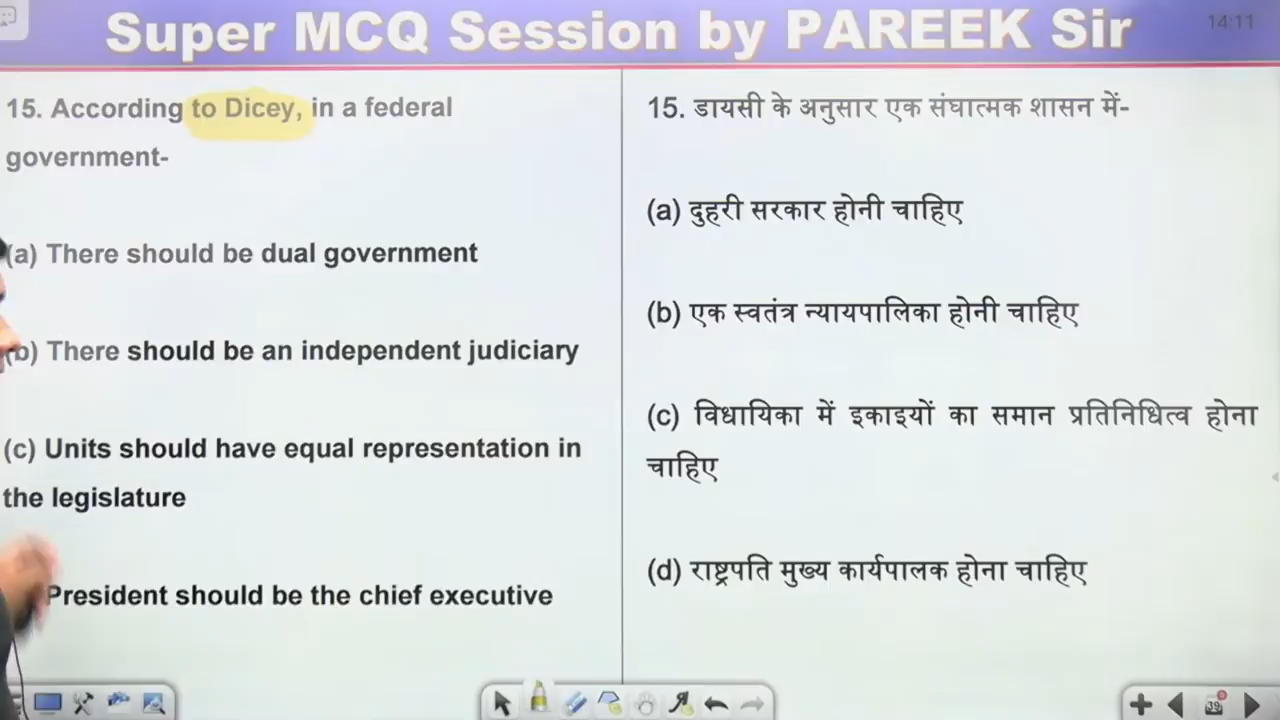 Super MCQ Session by PAREEK Sir
14:11
15. According to Dicey, in a federal
government-
(a) There should be dual government
(b) There should be an independent judiciary
(c) Units should have equal representation in
the legislature
President should be the chief executive
15. डायसी के अनुसार एक संघात्मक शासन में-
(a) दुहरी सरकार होनी चाहिए
(b) एक स्वतंत्र न्यायपालिका होनी चाहिए
(c) विधायिका में इकाइयों का समान प्रतिनिधित्व होना
चाहिए
(d) राष्ट्रपति मुख्य कार्यपालक होना चाहिए
39